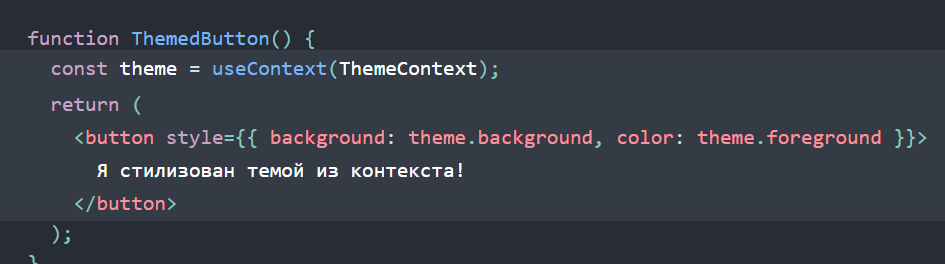 function ThemedButton() {
const theme = useContext(ThemeContext);
return (
<button style={{ background: theme.background, color: theme.foreground }}>
Я стилизован темой из контекста!
</button>
);
}